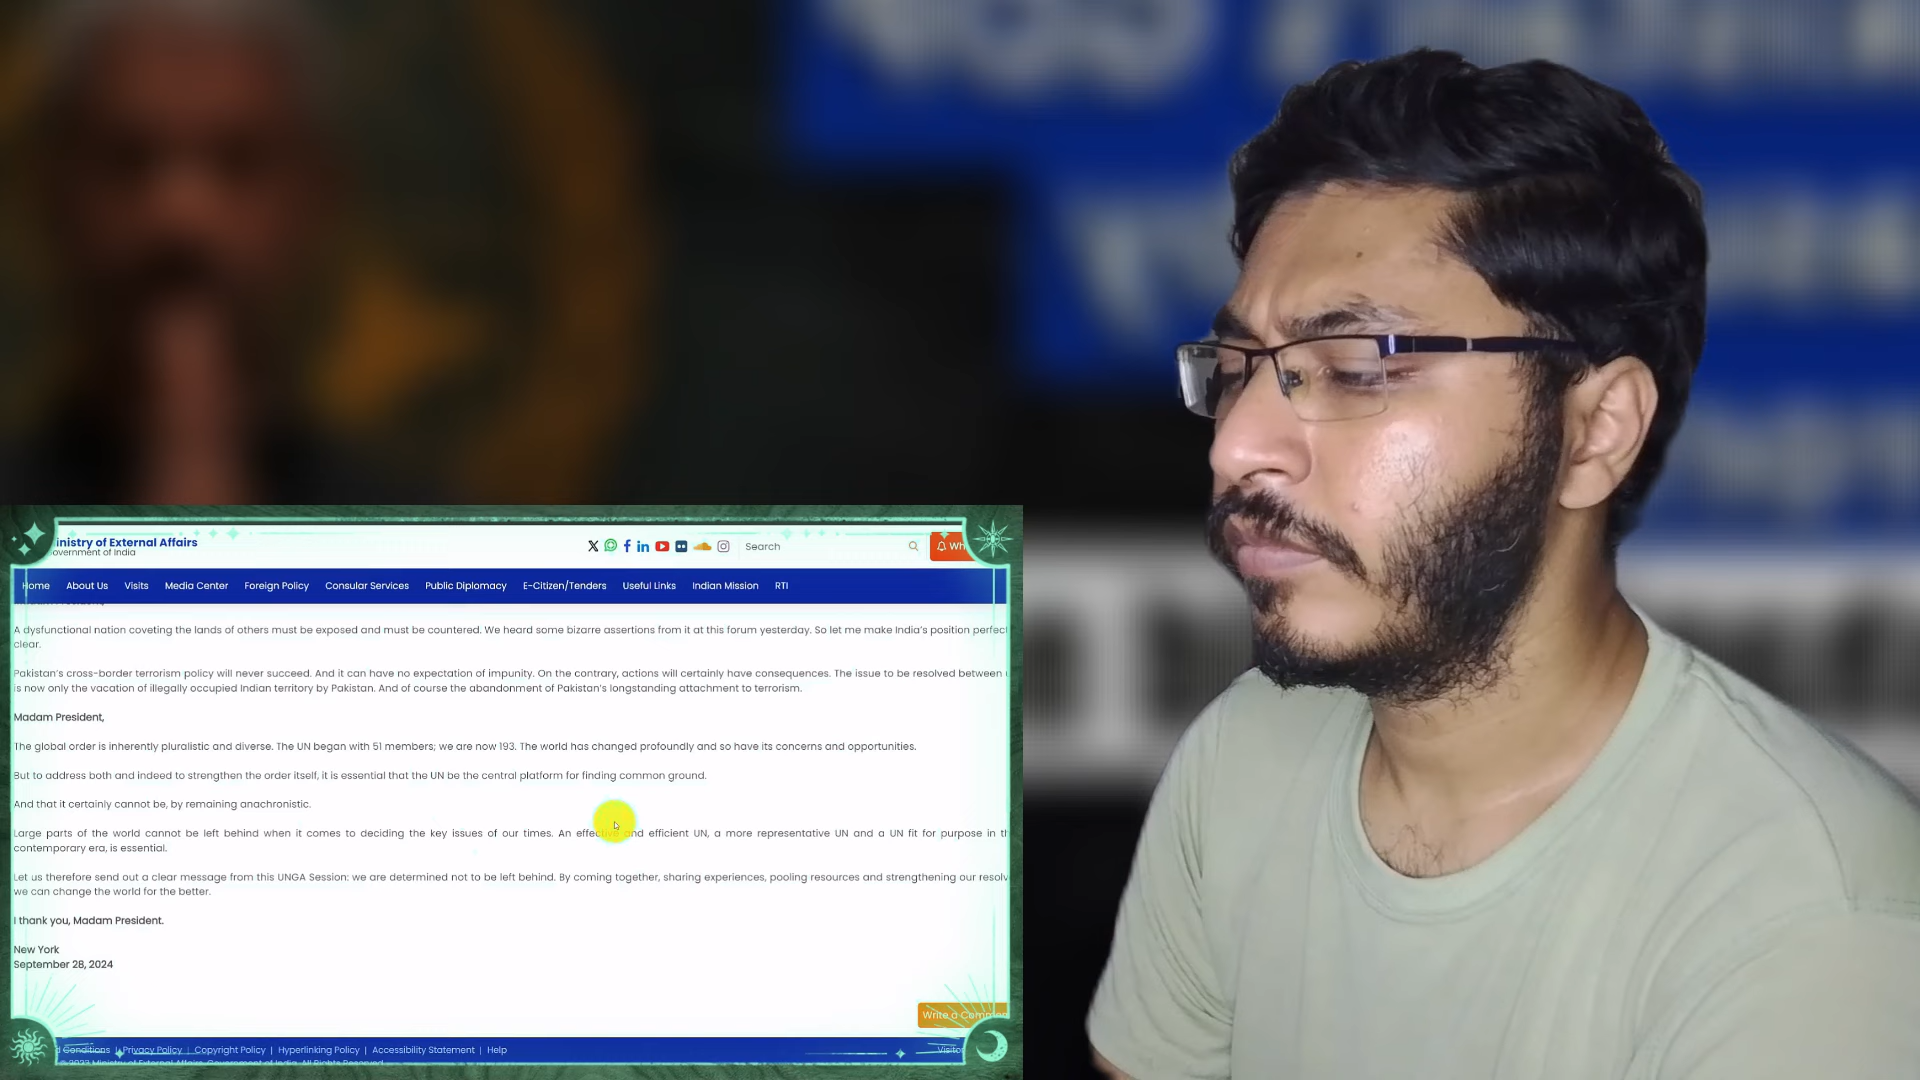 inistry of External Affairs
overnment of India
Search
Wh
Home About Us Visits Media Center Foreign Policy Consular Services Public Diplomacy E-Citizen/Tenders Useful Links Indian Mission RTI
A dysfunctional nation coveting the lands of others must be exposed and must be countered. We heard some bizarre assertions from it at this forum yesterday. So let me make India's position perfec
clear.
Pakistan's cross-border terrorism policy will never succeed. And it can have no expectation of impunity. On the contrary, actions will certainly have consequences. The issue to be resolved between
is now only the vacation of illegally occupied Indian territory by Pakistan. And of course the abandonment of Pakistan's longstanding attachment to terrorism.
Madam President,
The global order is inherently pluralistic and diverse. The UN began with 51 members; we are now 193. The world has changed profoundly and so have its concerns and opportunities.
But to address both and indeed to strengthen the order itself, it is essential that the UN be the central platform for finding common ground.
And that it certainly cannot be, by remaining anachronistic.
Large parts of the world cannot be left behind when it comes to deciding the key issues of our times. An effective and efficient UN, a more representative UN and a UN fit for purpose in th
contemporary era, is essential.
Let us therefore send out a clear message from this UNGA Session: we are determined not to be left behind. By coming together, sharing experiences, pooling resources and strengthening our resolv
we can change the world for the better.
I thank you, Madam President.
New York
September 28, 2024
Write a Commen
d Conditions | Privacy Policy | Copyright Policy | Hyperlinking Policy | Accessibility Statement | Help
Visitor